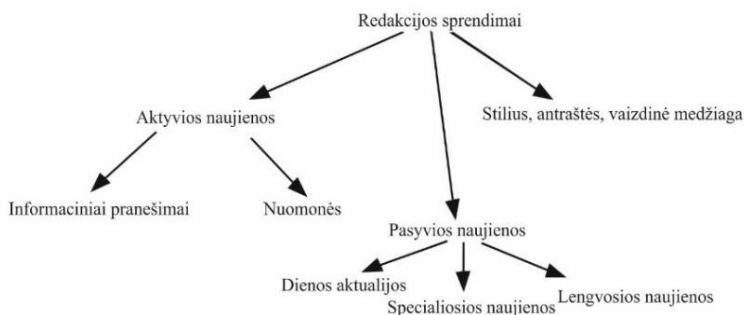 Redakcijos sprendimai
Aktyvios naujienos
Stilius, antraštės, vaizdinė medžiaga
Informaciniai pranešimai
Nuomonės
Pasyvios naujienos
Dienos aktualijos
Specialiosios naujienos
Lengvosios naujienos